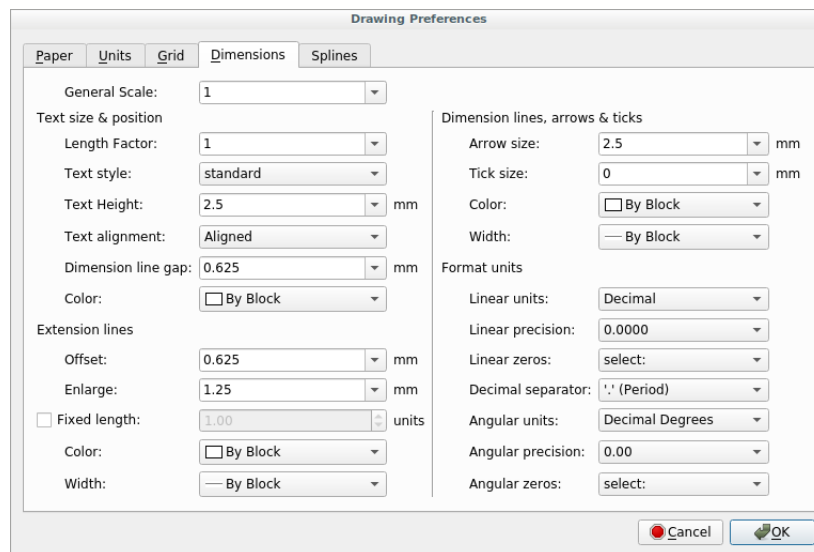 Drawing Preferences
Paper Units Grid Dimensions Splines
General Scale: 1
Text size & position
Length Factor: 1
Text style: standard
Text Height: 2.5 mm
Text alignment: Aligned
Dimension line gap: 0.625 mm
Color: By Block
Extension lines
Offset: 0.625 mm
Enlarge: 1.25 mm
Fixed length: 1.00 units
Color: By Block
Width: By Block
Dimension lines, arrows & ticks
Arrow size: 2.5 mm
Tick size: 0 mm
Color: By Block
Width: By Block
Format units
Linear units: Decimal
Linear precision: 0.0000
Linear zeros: select:
Decimal separator: '.' (Period)
Angular units: Decimal Degrees
Angular precision: 0.00
Angular zeros: select:
Cancel OK